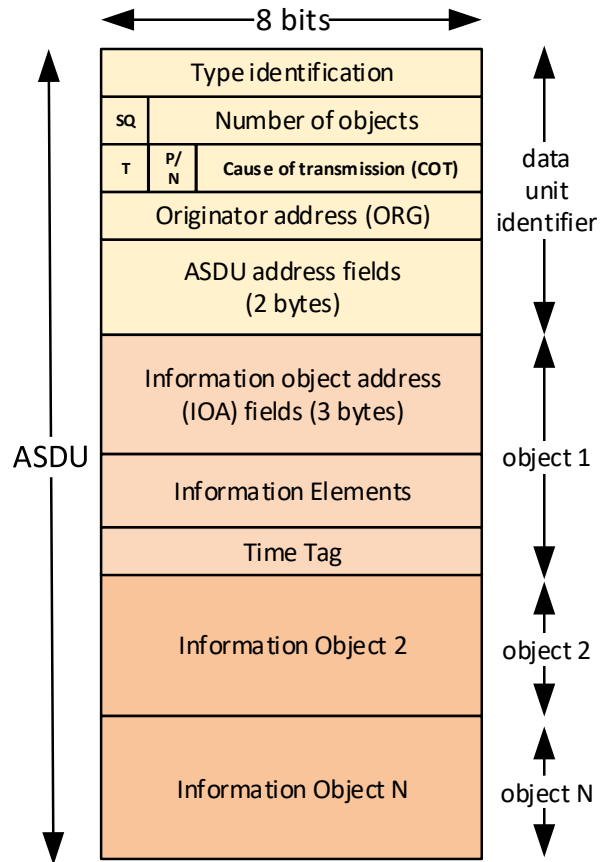 8 bits
Type identification
SQ
Number of objects
T
P/
N
Cause of transmission (COT)
Originator address (ORG)
ASDU address fields
(2 bytes)
data
unit
identifier
Information object address
(IOA) fields (3 bytes)
ASDU
Information Elements
Time Tag
object 1
Information Object 2
object 2
Information Object N
object N